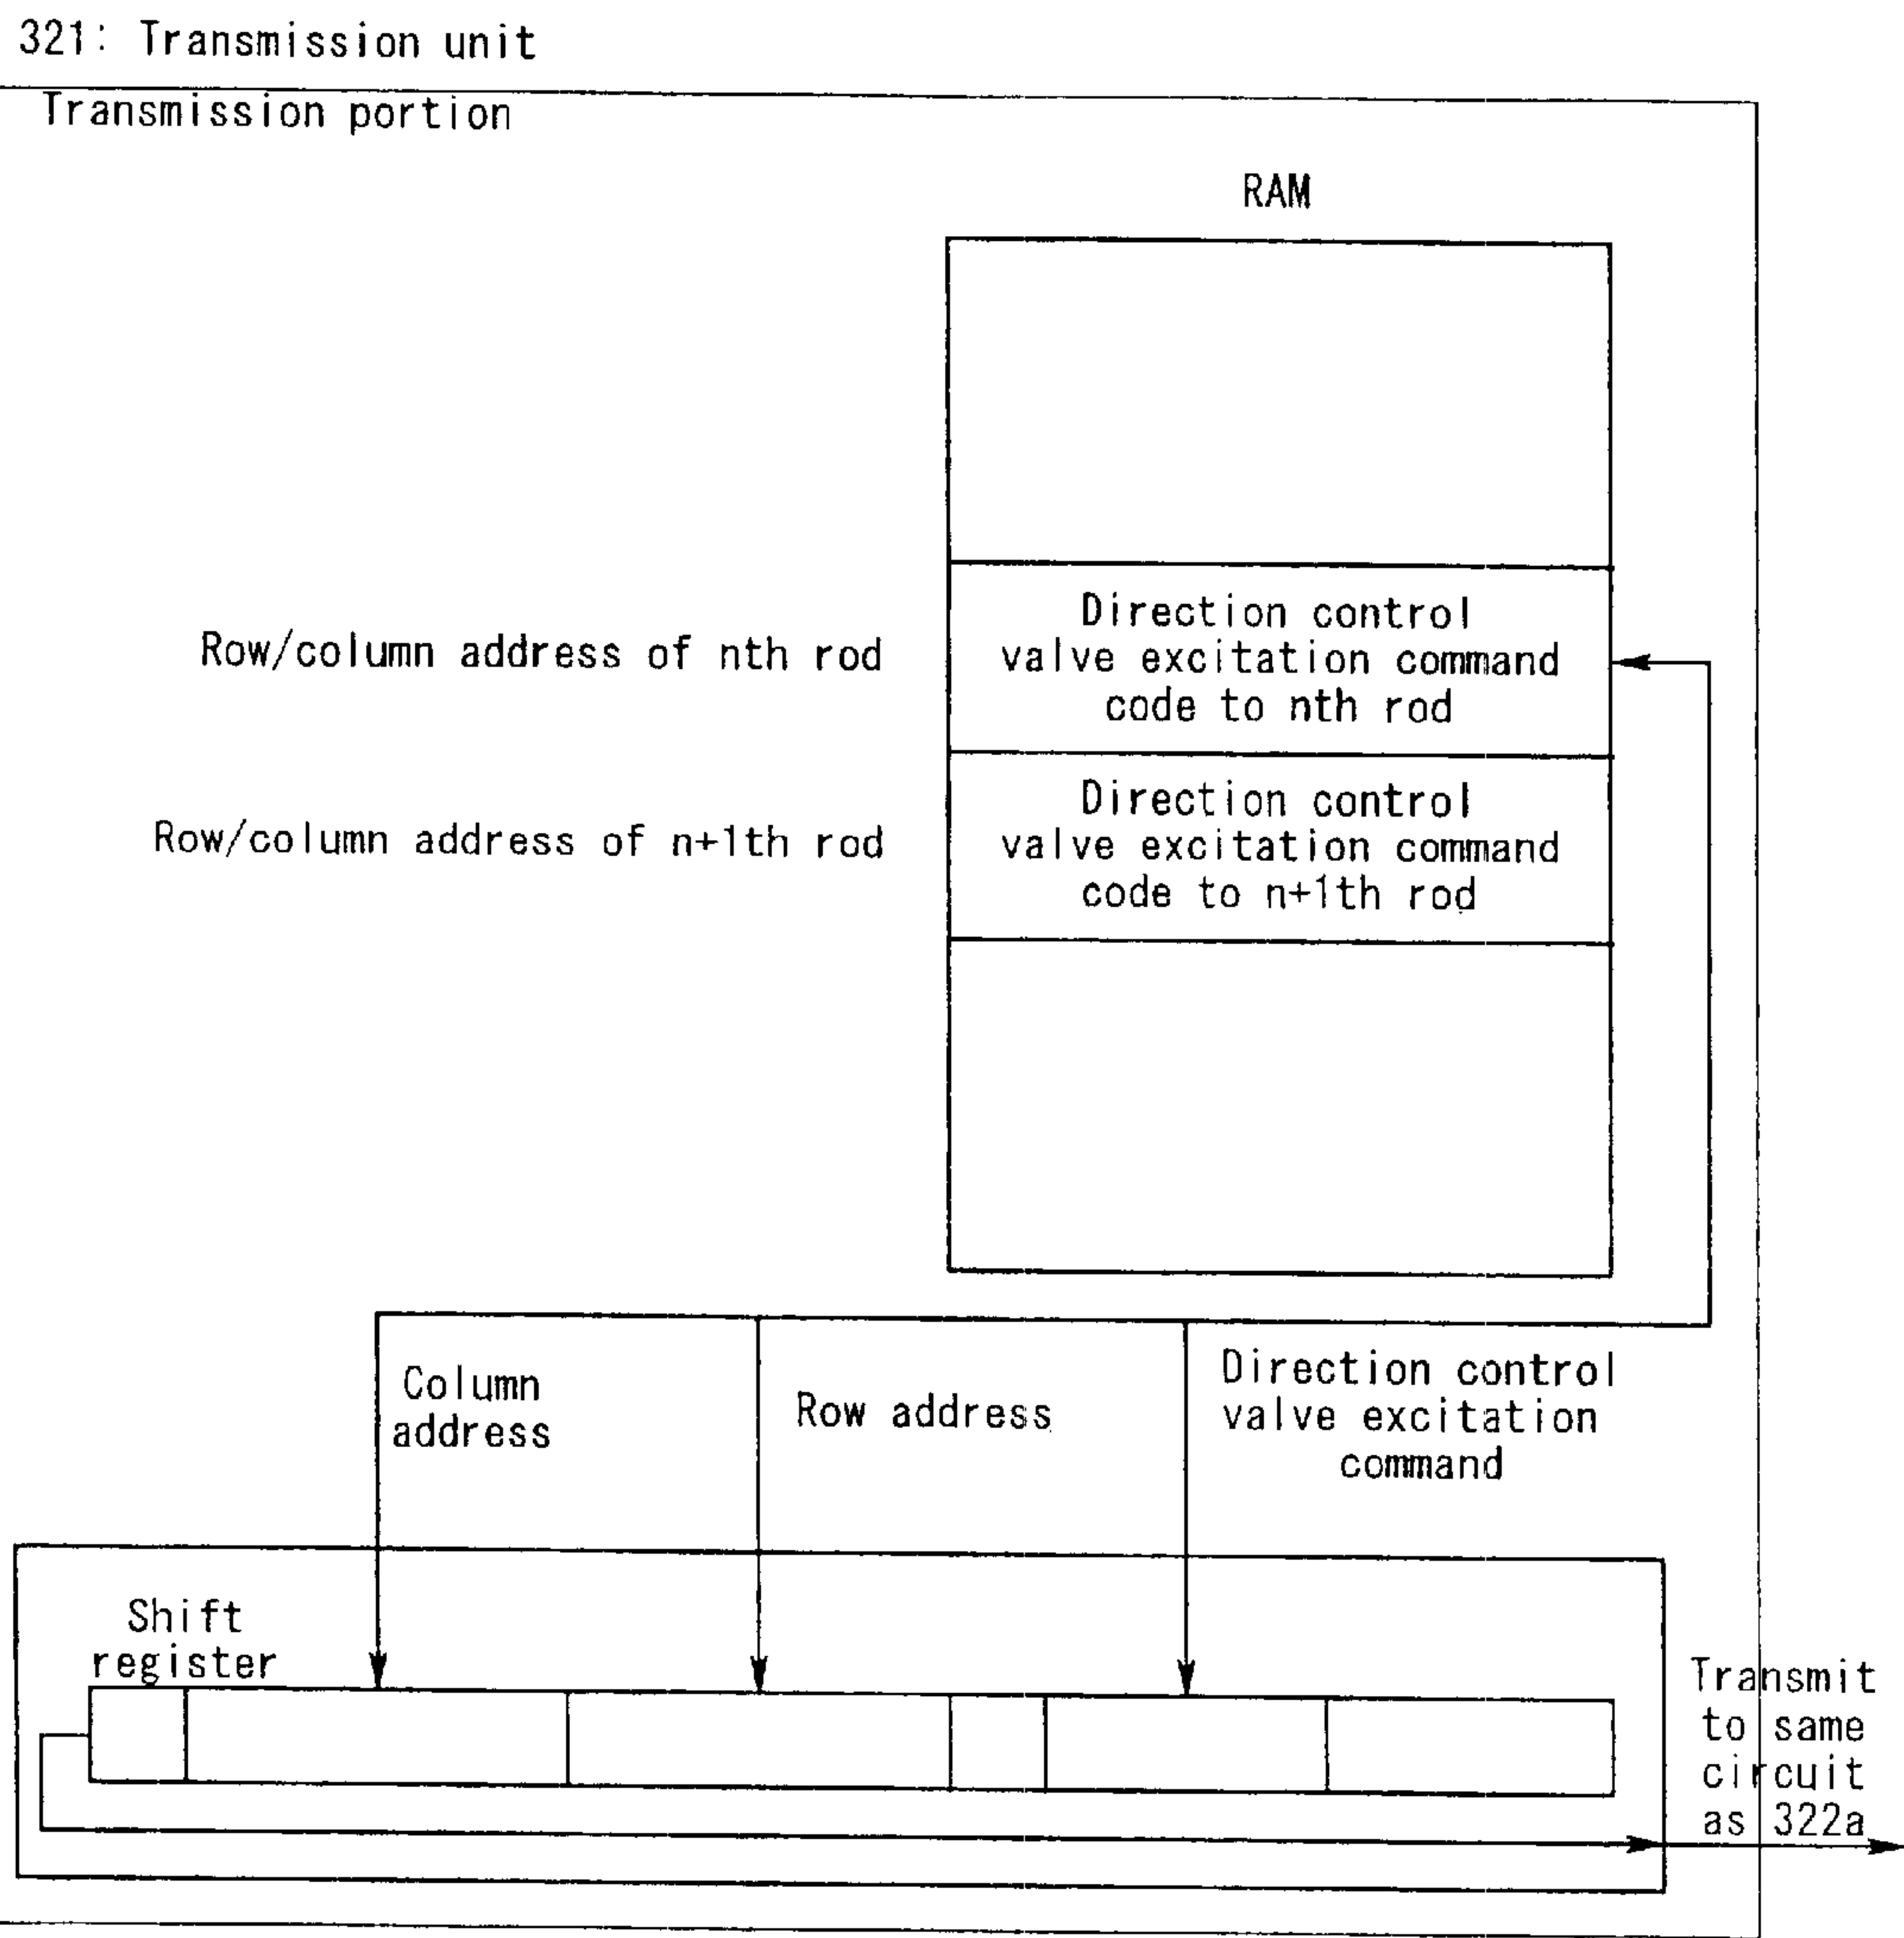 321: Transmission unit
Transmission portion
RAM
Row/column address of nth rod
Direction control
valve excitation command
code to nth rod
Row/column address of n+1th rod
Direction control
valve excitation command
code to n+1th rod
Column
address
Row address
Direction control
valve excitation
command
Shift
register
Transmit
to same
circuit
as 322a